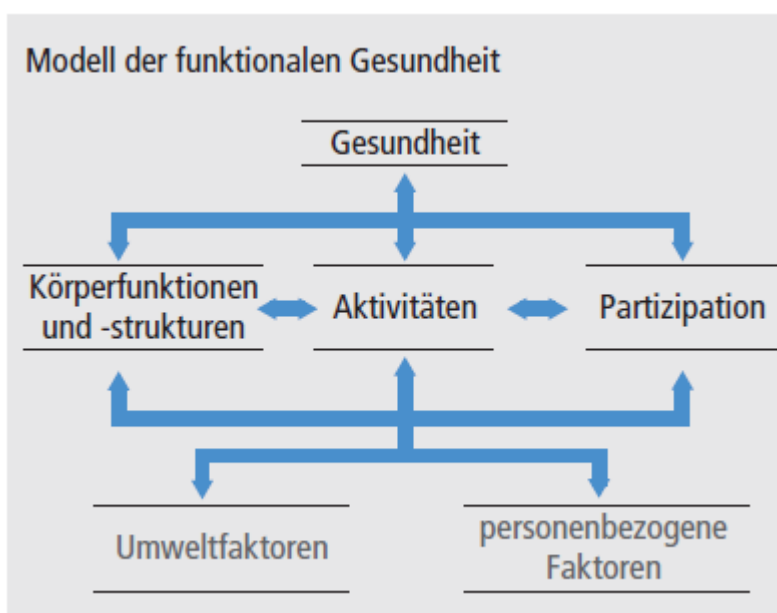 Modell der funktionalen Gesundheit
Gesundheit
Körperfunktionen
und -strukturen
Aktivitäten
Partizipation
Umweltfaktoren
personenbezogene
Faktoren